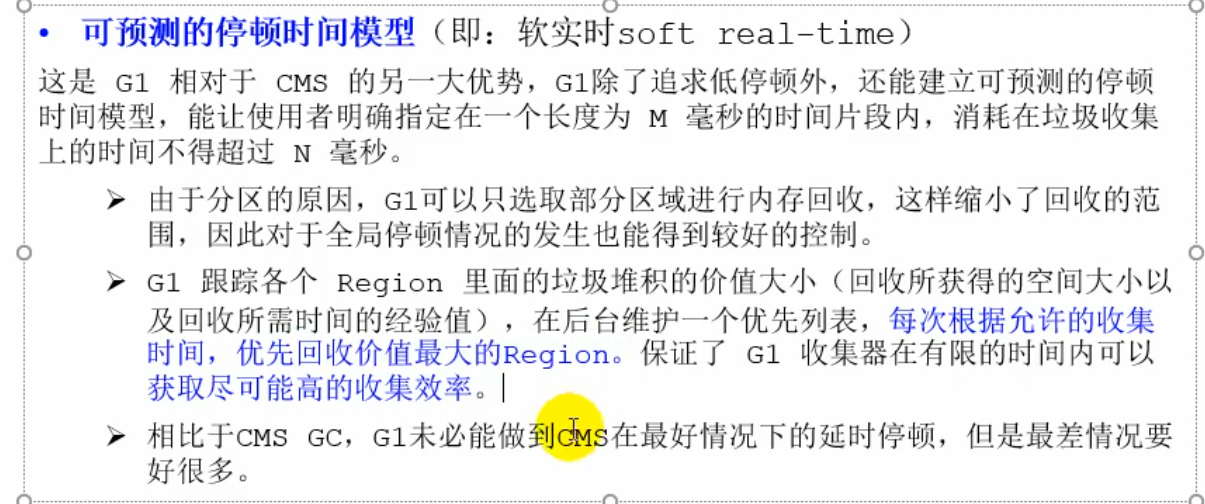 • 可预测的停顿时间模型（即：软实时soft real-time）
这是 G1 相对于 CMS 的另一大优势，G1除了追求低停顿外，还能建立可预测的停顿
时间模型，能让使用者明确指定在一个长度为 M 毫秒的时间片段内，消耗在垃圾收集
上的时间不得超过 N 毫秒。
➢ 由于分区的原因，G1可以只选取部分区域进行内存回收，这样缩小了回收的范
围，因此对于全局停顿情况的发生也能得到较好的控制。
➢ G1 跟踪各个 Region 里面的垃圾堆积的价值大小（回收所获得的空间大小以
及回收所需时间的经验值），在后台维护一个优先列表，每次根据允许的收集
时间，优先回收价值最大的Region。保证了 G1 收集器在有限的时间内可以
获取尽可能高的收集效率。
➢ 相比于CMS GC，G1未必能做到CMS在最好情况下的延时停顿，但是最差情况要
好很多。